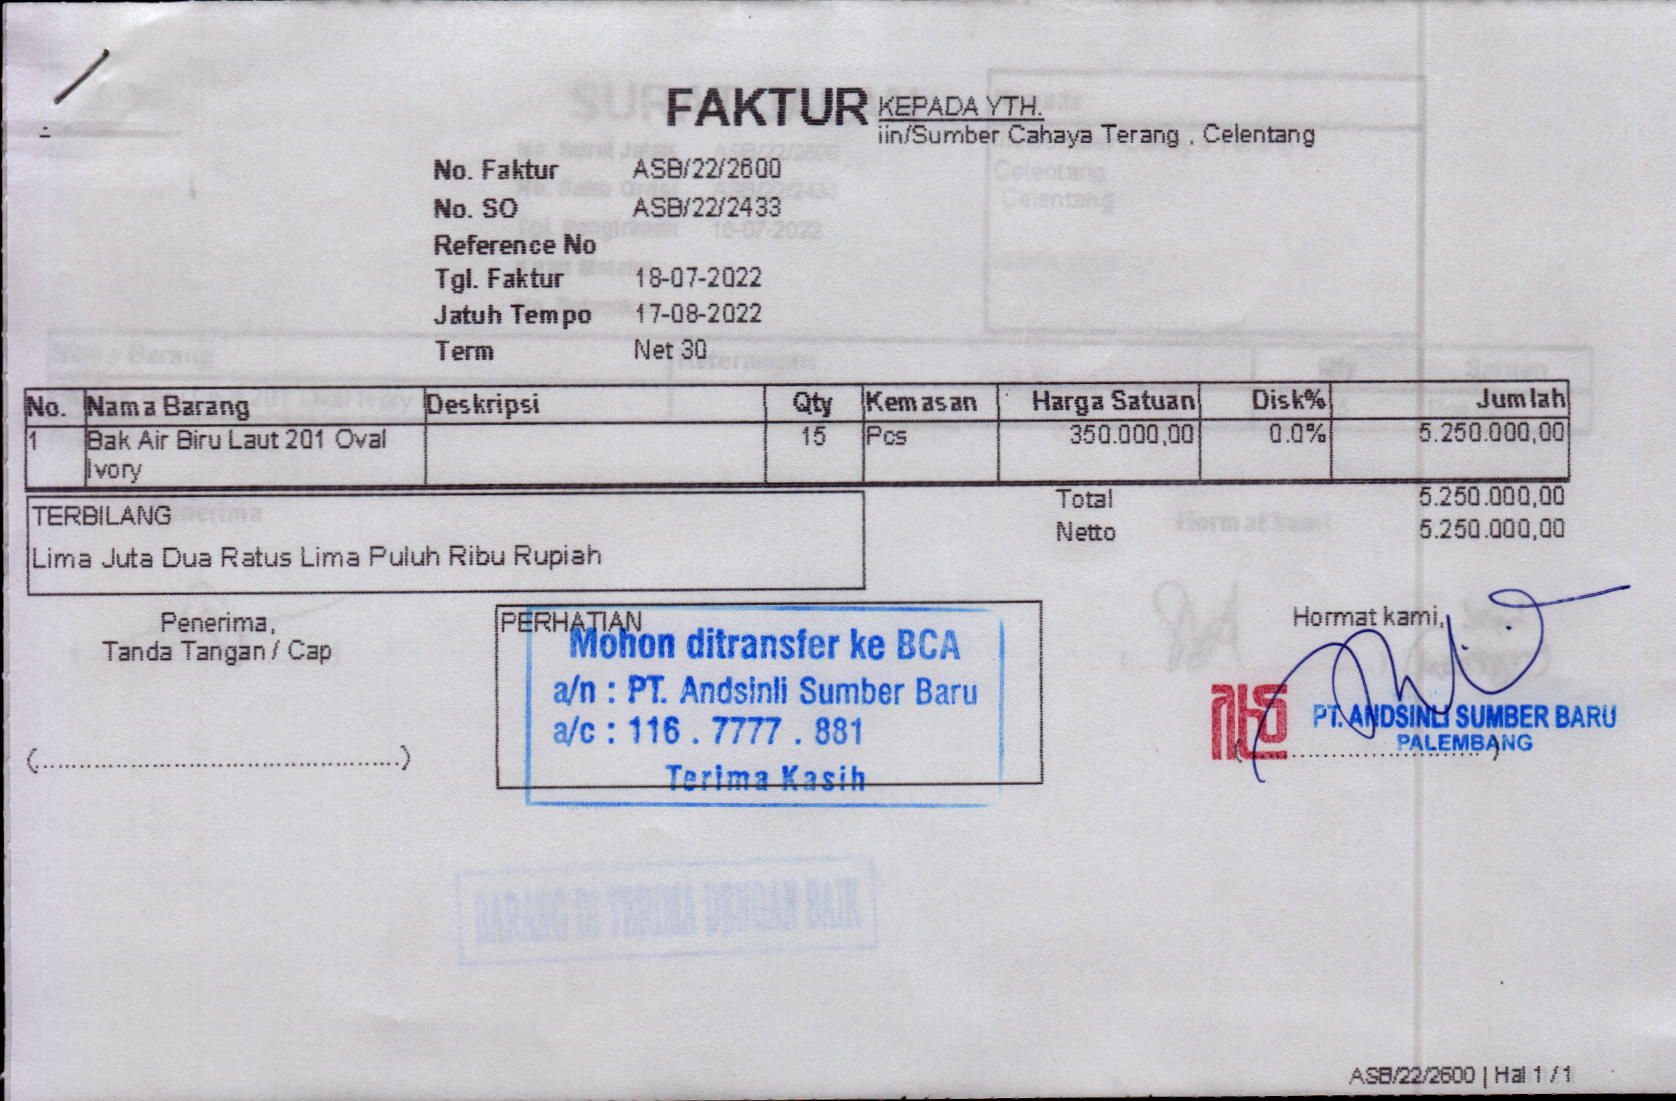 FAKTUR
KEPADA YTH.
iin/Sumber Cahaya Terang , Celentang
No. Faktur ASB/22/2600
No. SO ASB/22/2433
Reference No
Tgl. Faktur 18-07-2022
Jatuh Tempo 17-08-2022
Term Net 30
No. Nama Barang Deskripsi Qty Kemasan Harga Satuan Disk% Jumlah
1 Bak Air Biru Laut 201 Oval 15 Pcs 350.000,00 0.0% 5.250.000,00
Ivory
Total 5.250.000,00
Netto 5.250.000,00
TERBILANG
Lima Juta Dua Ratus Lima Puluh Ribu Rupiah
Penerima,
Tanda Tangan / Cap
(................................................)
PERHATIAN
Mohon ditransfer ke BCA
a/n : PT. Andsinli Sumber Baru
a/c : 116 . 7777 . 881
Terima Kasih
Hormat kami,
PT. ANDSINLI SUMBER BARU
PALEMBANG
BARANG DI TERIMA DENGAN BAIK
ASB/22/2600 | Hal 1 / 1